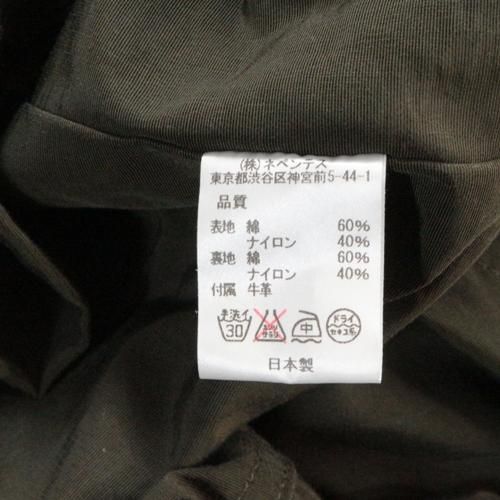 (株)ネペンテス
東京都渋谷区神宮前5-44-1
品質
表地 綿 60%
ナイロン 40%
裏地 綿 60%
ナイロン 40%
付属 牛革
手洗イ 30 エンソサラシ 中 ドライ セキユ系
日本製